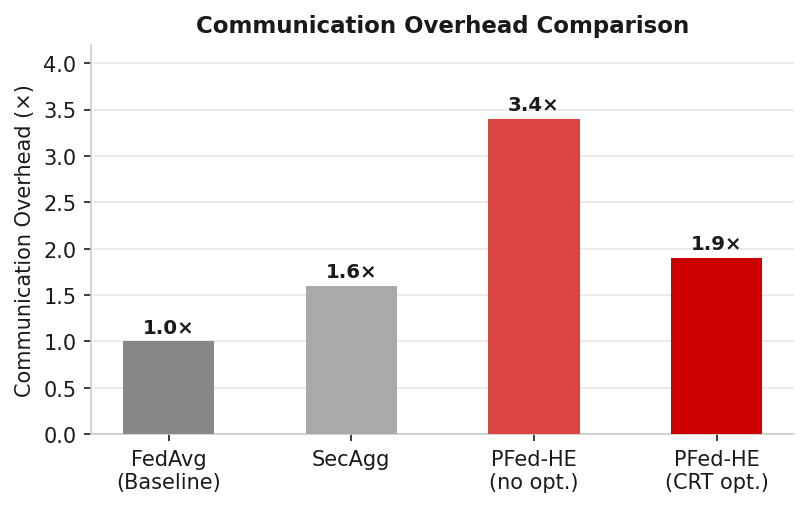 Communication Overhead Comparison
Communication Overhead (×)
4.0
3.5
3.0
2.5
2.0
1.5
1.0
0.5
0.0
1.0×
1.6×
3.4×
1.9×
FedAvg
(Baseline)
SecAgg
PFed-HE
(no opt.)
PFed-HE
(CRT opt.)